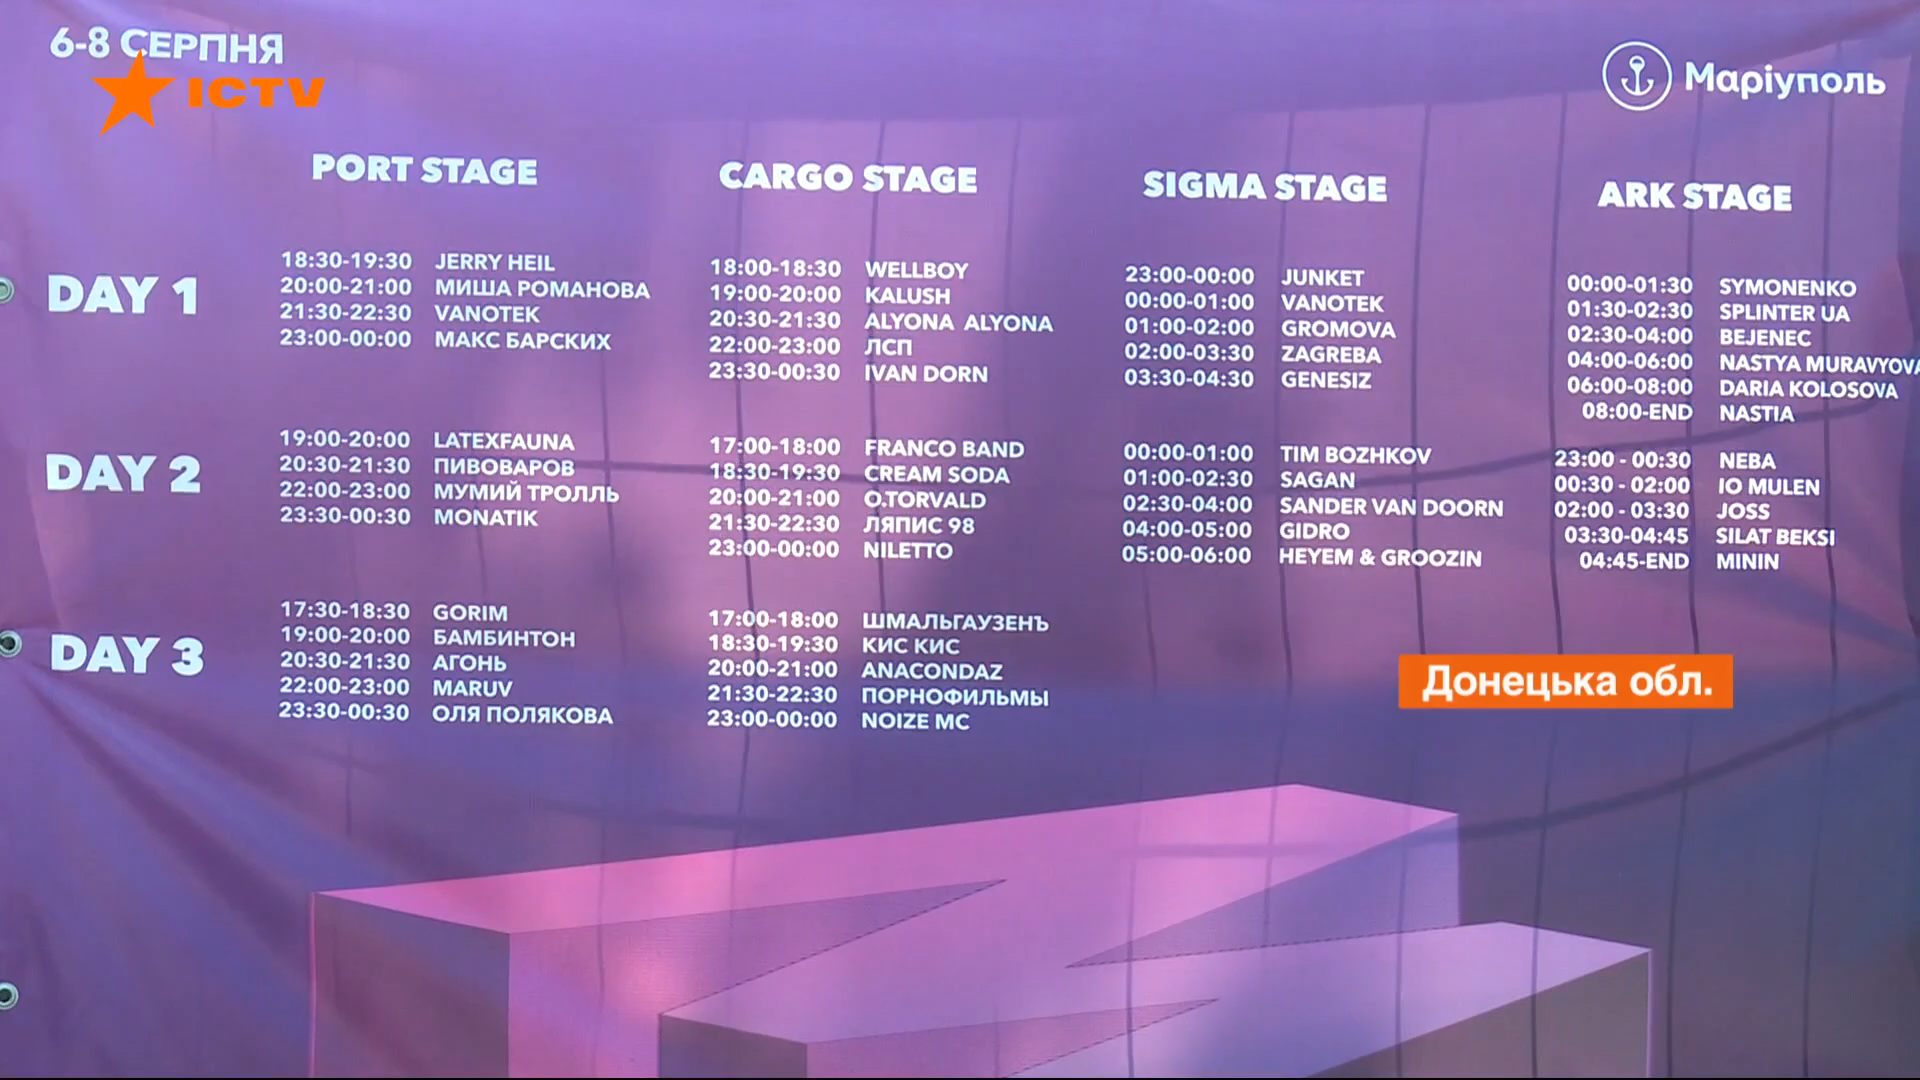 6-8 СЕРПНЯ
ICTV
Маріуполь
PORT STAGE
CARGO STAGE
SIGMA STAGE
ARK STAGE
DAY 1
18:30-19:30 JERRY HEIL
20:00-21:00 МИША РОМАНОВА
21:30-22:30 VANOTEK
23:00-00:00 МАКС БАРСКИХ
18:00-18:30 WELLBOY
19:00-20:00 KALUSH
20:30-21:30 ALYONA ALYONA
22:00-23:00 ЛСП
23:30-00:30 IVAN DORN
23:00-00:00 JUNKET
00:00-01:00 VANOTEK
01:00-02:00 GROMOVA
02:00-03:30 ZAGREBA
03:30-04:30 GENESIZ
00:00-01:30 SYMONENKO
01:30-02:30 SPLINTER UA
02:30-04:00 BEJENEC
04:00-06:00 NASTYA MURAVYOVA
06:00-08:00 DARIA KOLOSOVA
08:00-END NASTIA
DAY 2
19:00-20:00 LATEXFAUNA
20:30-21:30 ПИВОВАРОВ
22:00-23:00 МУМИЙ ТРОЛЛЬ
23:30-00:30 MONATIK
17:00-18:00 FRANCO BAND
18:30-19:30 CREAM SODA
20:00-21:00 O.TORVALD
21:30-22:30 ЛЯПИС 98
23:00-00:00 NILETTO
00:00-01:00 TIM BOZHKOV
01:00-02:30 SAGAN
02:30-04:00 SANDER VAN DOORN
04:00-05:00 GIDRO
05:00-06:00 HEYEM & GROOZIN
23:00 - 00:30 NEBA
00:30 - 02:00 IO MULEN
02:00 - 03:30 JOSS
03:30-04:45 SILAT BEKSI
04:45-END MININ
DAY 3
17:30-18:30 GORIM
19:00-20:00 БАМБИНТОН
20:30-21:30 АГОНЬ
22:00-23:00 MARUV
23:30-00:30 ОЛЯ ПОЛЯКОВА
17:00-18:00 ШМАЛЬГАУЗЕНЪ
18:30-19:30 КИС КИС
20:00-21:00 ANACONDAZ
21:30-22:30 ПОРНОФИЛЬМЫ
23:00-00:00 NOIZE MC
Донецька обл.